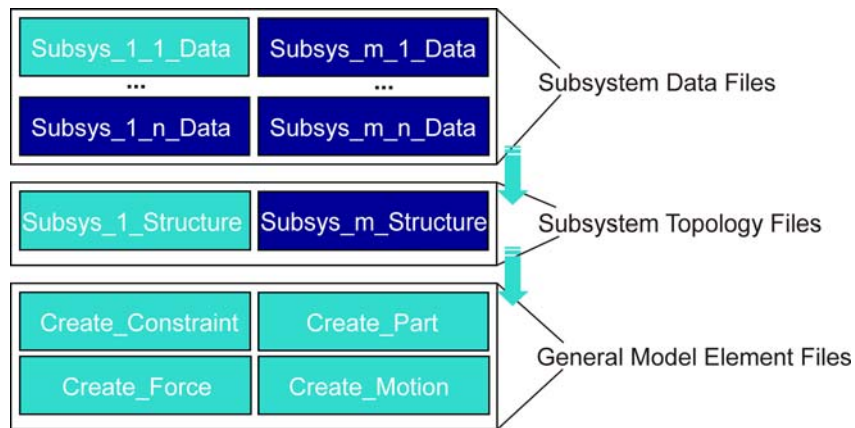 Subsys_1_1_Data
Subsys_m_1_Data
...
...
Subsys_1_n_Data
Subsys_m_n_Data
Subsystem Data Files
Subsys_1_Structure
Subsys_m_Structure
Subsystem Topology Files
Create_Constraint
Create_Part
Create_Force
Create_Motion
General Model Element Files